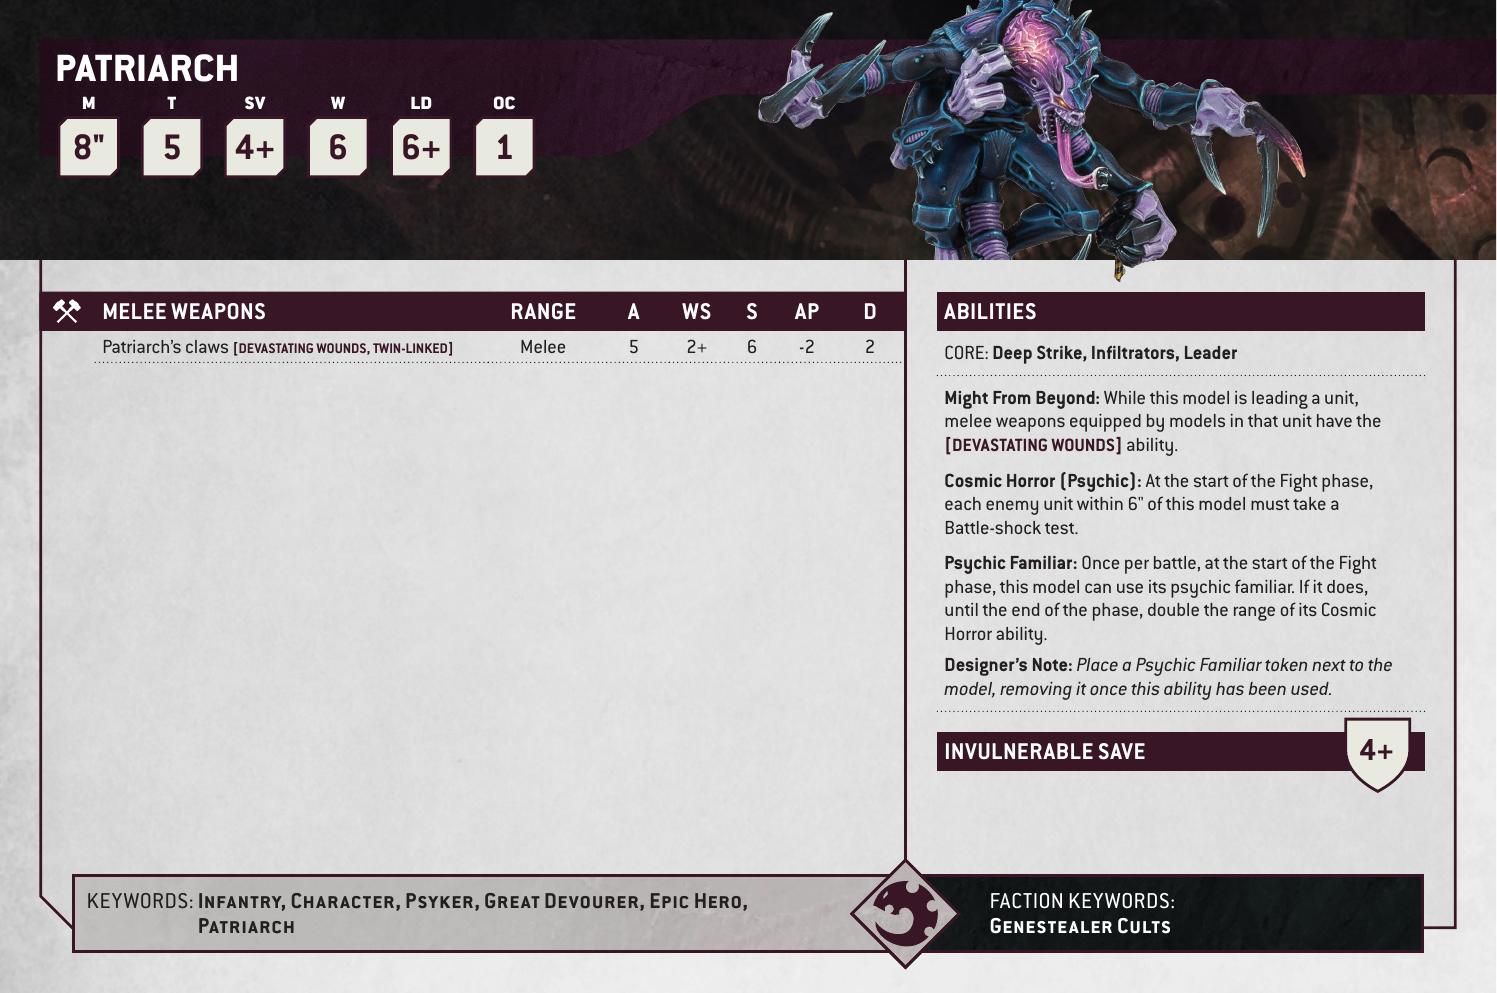 PATRIARCH
M T SV W LD OC
8" 5 4+ 6 6+ 1
MELEE WEAPONS RANGE A WS S AP D
Patriarch's claws [DEVASTATING WOUNDS, TWIN-LINKED] Melee 5 2+ 6 -2 2
ABILITIES
CORE: Deep Strike, Infiltrators, Leader
Might From Beyond: While this model is leading a unit,
melee weapons equipped by models in that unit have the
[DEVASTATING WOUNDS] ability.
Cosmic Horror (Psychic): At the start of the Fight phase,
each enemy unit within 6" of this model must take a
Battle-shock test.
Psychic Familiar: Once per battle, at the start of the Fight
phase, this model can use its psychic familiar. If it does,
until the end of the phase, double the range of its Cosmic
Horror ability.
Designer's Note: Place a Psychic Familiar token next to the
model, removing it once this ability has been used.
INVULNERABLE SAVE 4+
KEYWORDS: Infantry, Character, Psyker, Great Devourer, Epic Hero,
Patriarch
FACTION KEYWORDS:
Genestealer Cults